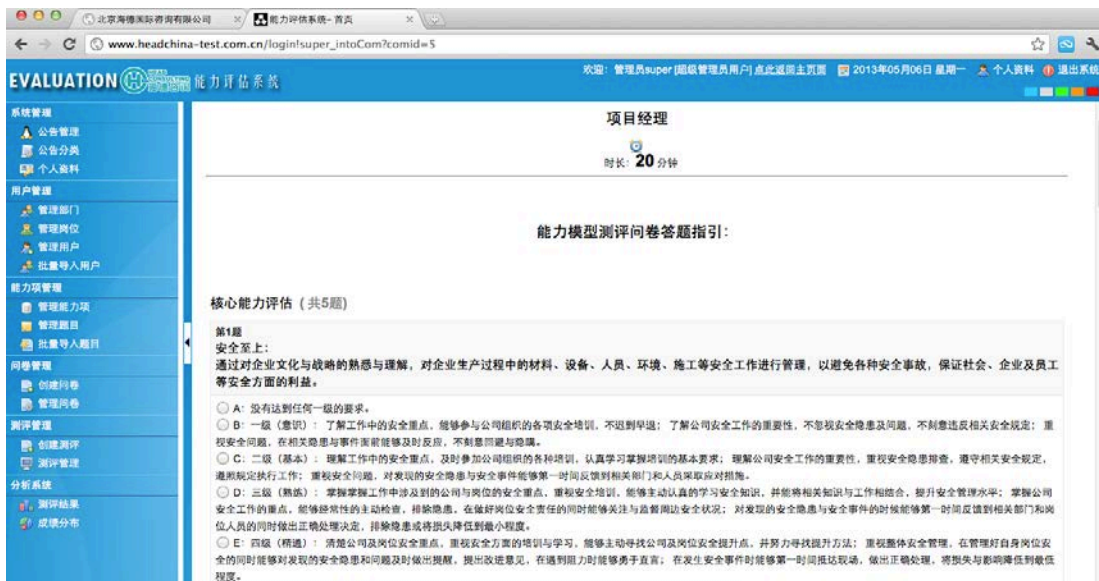 北京海德国际咨询有限公司
能力评估系统- 首页
www.headchina-test.com.cn/login!super_intoCom?comid=5
EVALUATION 能力评估系统
欢迎：管理员super [超级管理员用户] 点此返回主页面 2013年05月06日 星期一 个人资料 退出系统
系统管理
公告管理
公告分类
个人资料
用户管理
管理部门
管理岗位
管理用户
批量导入用户
能力项管理
管理能力项
管理题目
批量导入题目
问卷管理
创建问卷
管理问卷
测评管理
创建测评
测评管理
分析系统
测评结果
成绩分布
项目经理
时长: 20 分钟
能力模型测评问卷答题指引：
核心能力评估 ( 共5题)
第1题
安全至上：
通过对企业文化与战略的熟悉与理解，对企业生产过程中的材料、设备、人员、环境、施工等安全工作进行管理，以避免各种安全事故，保证社会、企业及员工
等安全方面的利益。
A: 没有达到任何一级的要求。
B: 一级（意识）：了解工作中的安全重点，能够参与公司组织的各项安全培训，不迟到早退；了解公司安全工作的重要性，不忽视安全隐患及问题，不刻意违反相关安全规定；重
视安全问题，在相关隐患与事件面前能够及时反应，不刻意回避与隐瞒。
C: 二级（基本）：理解工作中的安全重点，及时参加公司组织的各种培训，认真学习掌握培训的基本要求；理解公司安全工作的重要性，重视安全隐患排查，遵守相关安全规定，
遵照规定执行工作；重视安全问题，对发现的安全隐患与安全事件能够第一时间反馈到相关部门和人员采取应对措施。
D: 三级（熟练）：掌握掌握工作中涉及到的公司与岗位的安全重点，重视安全培训，能够主动认真的学习安全知识，并能将相关知识与工作相结合，提升安全管理水平；掌握公司
安全工作的重点，能够经常性的主动检查，排除隐患，在做好岗位安全责任的同时能够关注与监督周边安全状况；对发现的安全隐患与安全事件的时候能够第一时间反馈到相关部门和岗
位人员的同时做出正确处理决定，排除隐患或将损失降低到最小程度。
E: 四级（精通）：清楚公司及岗位安全重点，重视安全方面的培训与学习，能够主动寻找公司及岗位安全提升点，并努力寻找提升方法；重视整体安全管理，在管理好自身岗位安
全的同时能够对发现的安全隐患和问题及时做出提醒，提出改进意见，在遇到阻力时能够勇于直言；在发生安全事件时能够第一时间抵达现场，做出正确处理，将损失与影响降低到最低
程度。